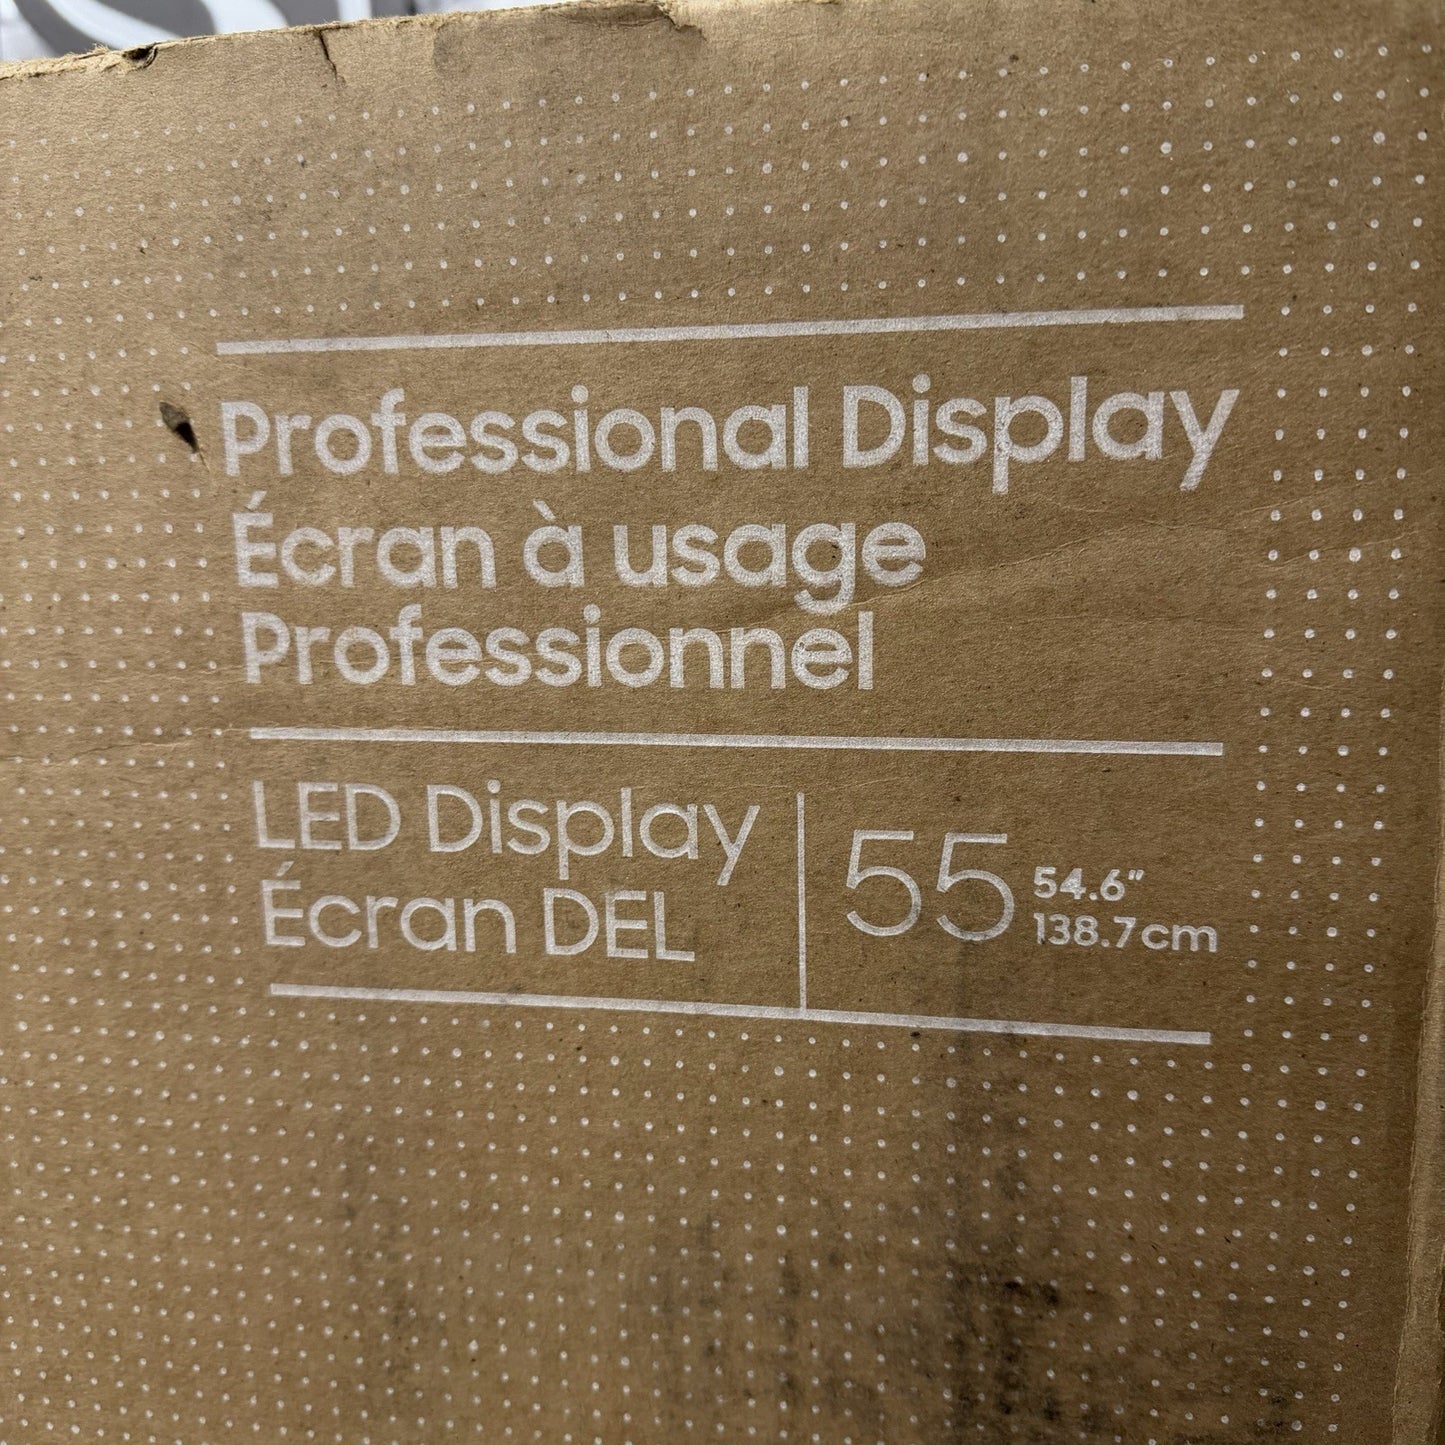 Professional Display
Écran à usage
Professionnel
LED Display
Écran DEL
55
54.6"
138.7cm